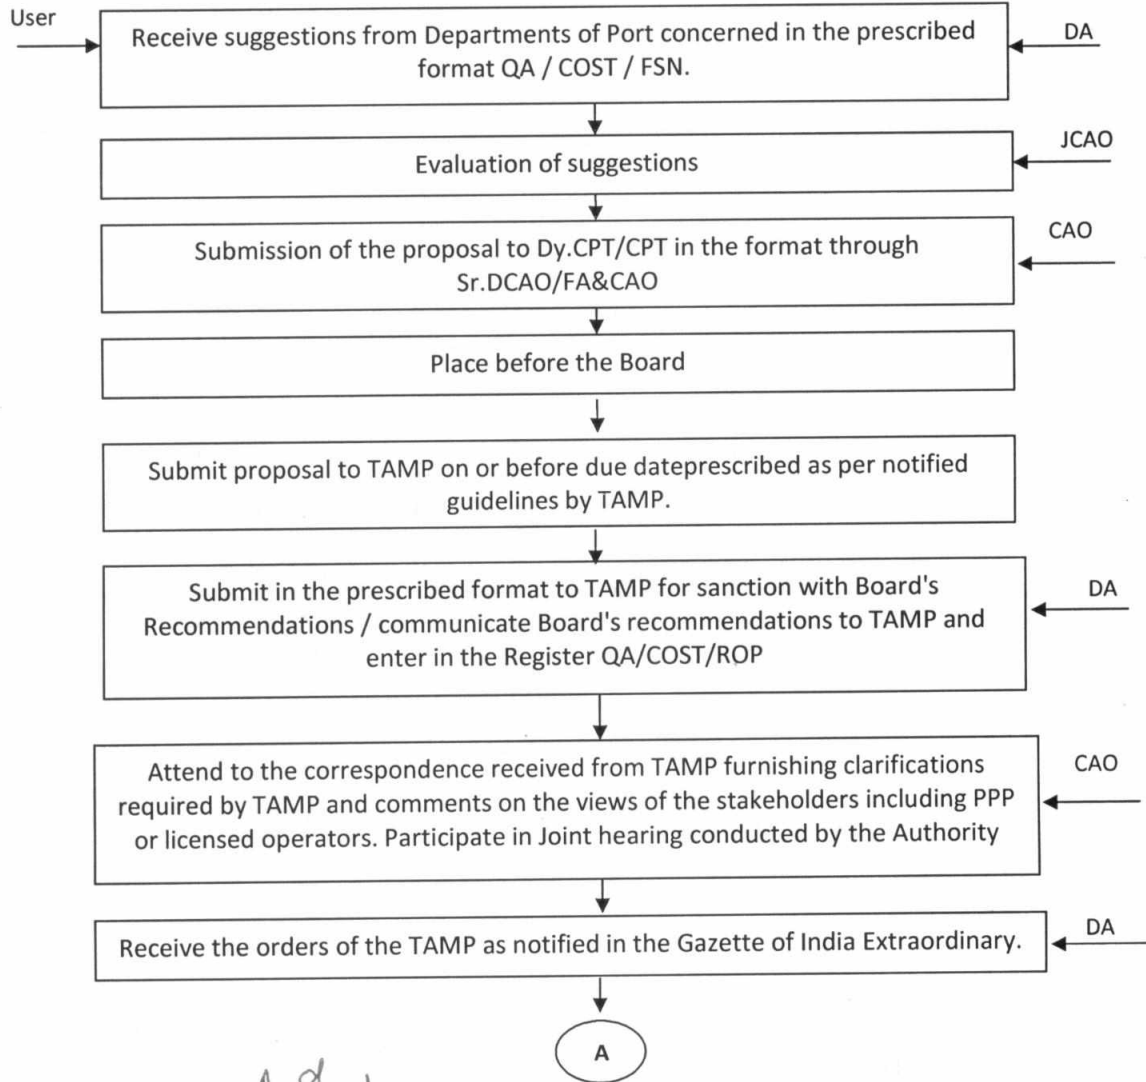 User
Receive suggestions from Departments of Port concerned in the prescribed
DA
format QA / COST / FSN.
Evaluation of suggestions
JCAO
Submission of the proposal to Dy.CPT/CPT in the format through
CAO
Sr.DCAO/FA&CAO
Place before the Board
Submit proposal to TAMP on or before due dateprescribed as per notified
guidelines by TAMP.
Submit in the prescribed format to TAMP for sanction with Board's
DA
Recommendations / communicate Board's recommendations to TAMP and
enter in the Register QA/COST/ROP
Attend to the correspondence received from TAMP furnishing clarifications
CAO
required by TAMP and comments on the views of the stakeholders including PPP
or licensed operators. Participate in Joint hearing conducted by the Authority
Receive the orders of the TAMP as notified in the Gazette of India Extraordinary.
DA
A